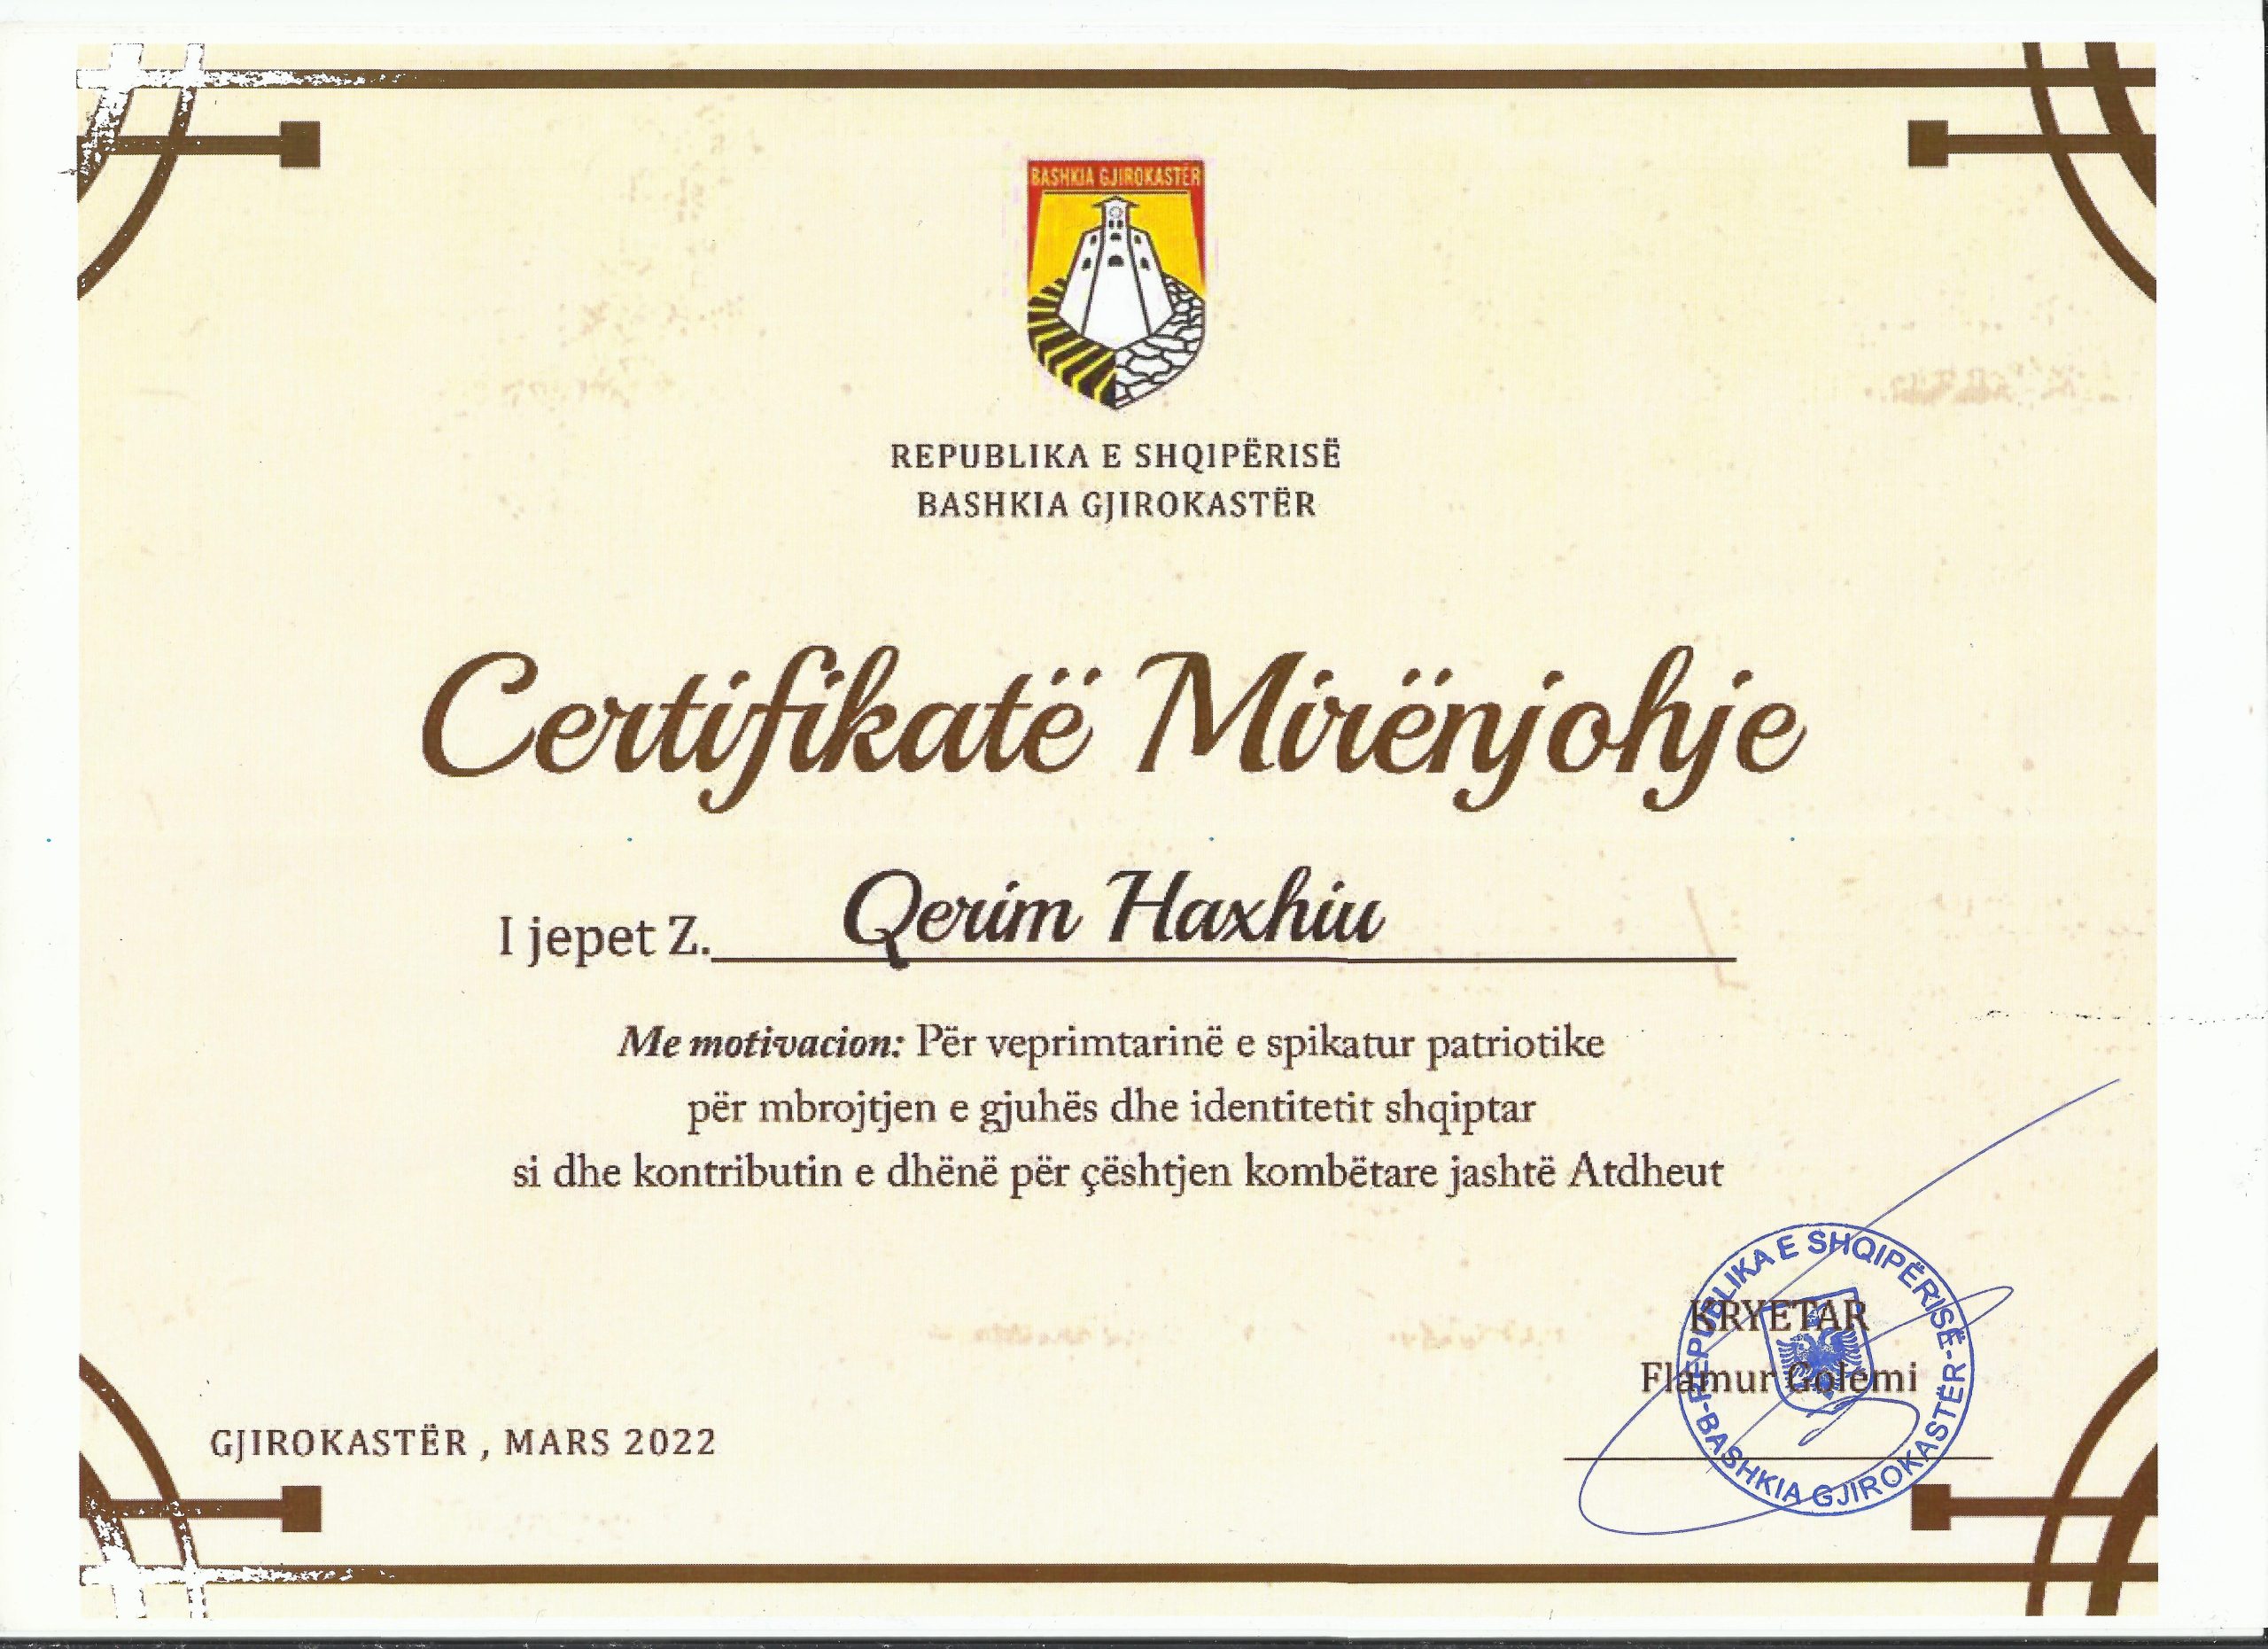 BASHKIA GJIROKASTËR
REPUBLIKA E SHQIPËRISË
BASHKIA GJIROKASTËR
Certifikatë Mirënjohje
I jepet Z. Qerim Haxhiu
Me motivacion: Për veprimtarinë e spikatur patriotike
për mbrojtjen e gjuhës dhe identitetit shqiptar
si dhe kontributin e dhënë për çështjen kombëtare jashtë Atdheut
KRYETAR
Flamur Golemi
REPUBLIKA E SHQIPËRISË - BASHKIA GJIROKASTËR -
GJIROKASTËR , MARS 2022